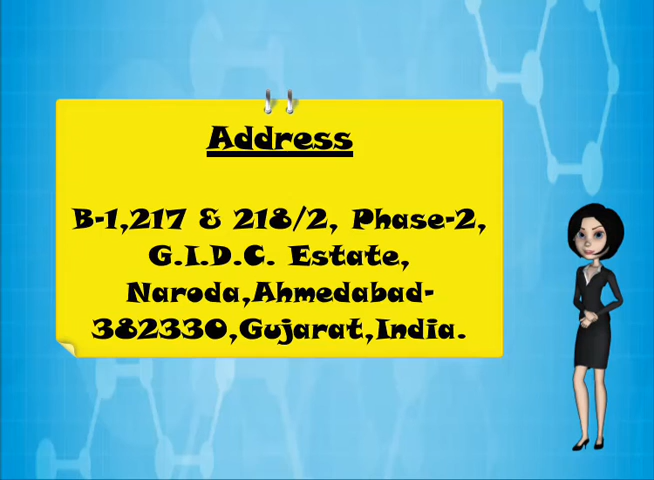 Address
B-1,217 & 218/2, Phase-2,
G.I.D.C. Estate,
Naroda,Ahmedabad-
382330,Gujarat,India.